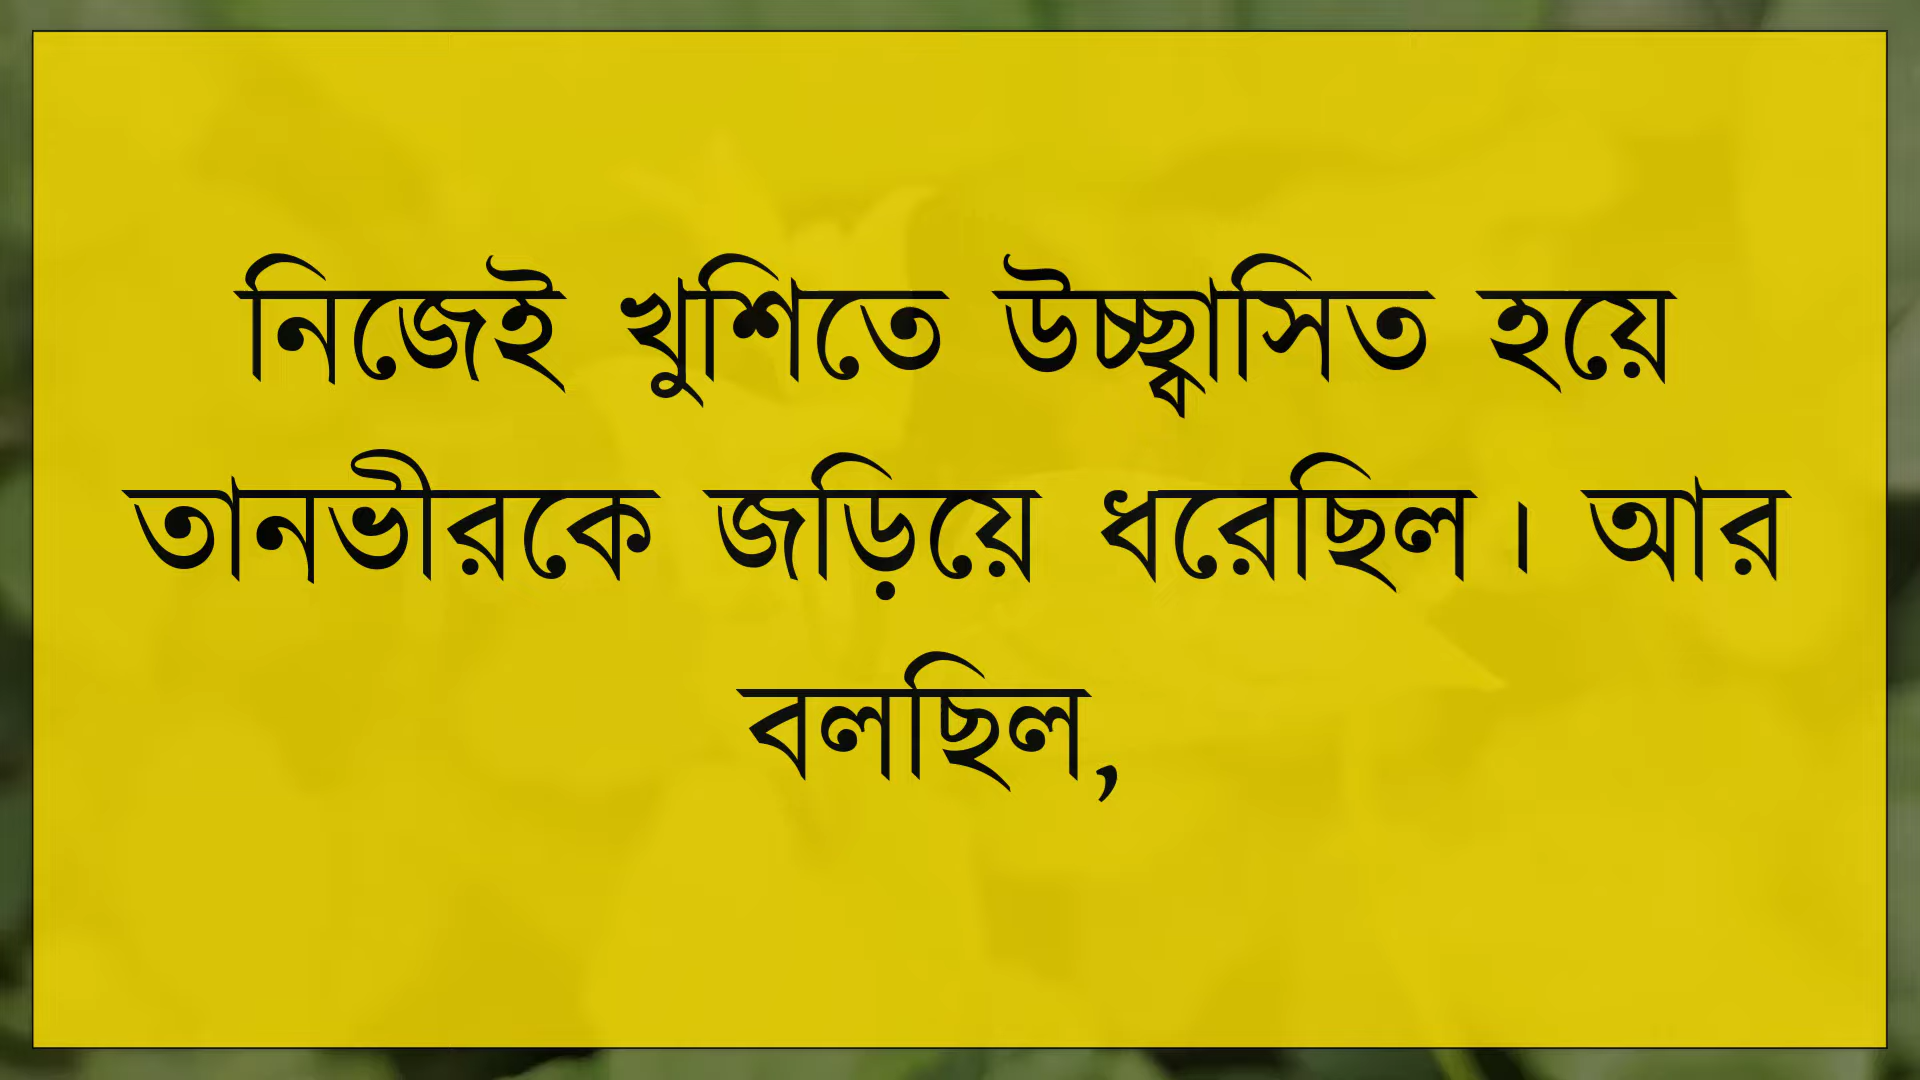 নিজেই খুশিতে উচ্ছ্বাসিত হয়ে
তানভীরকে জড়িয়ে ধরেছিল। আর
বলছিল,